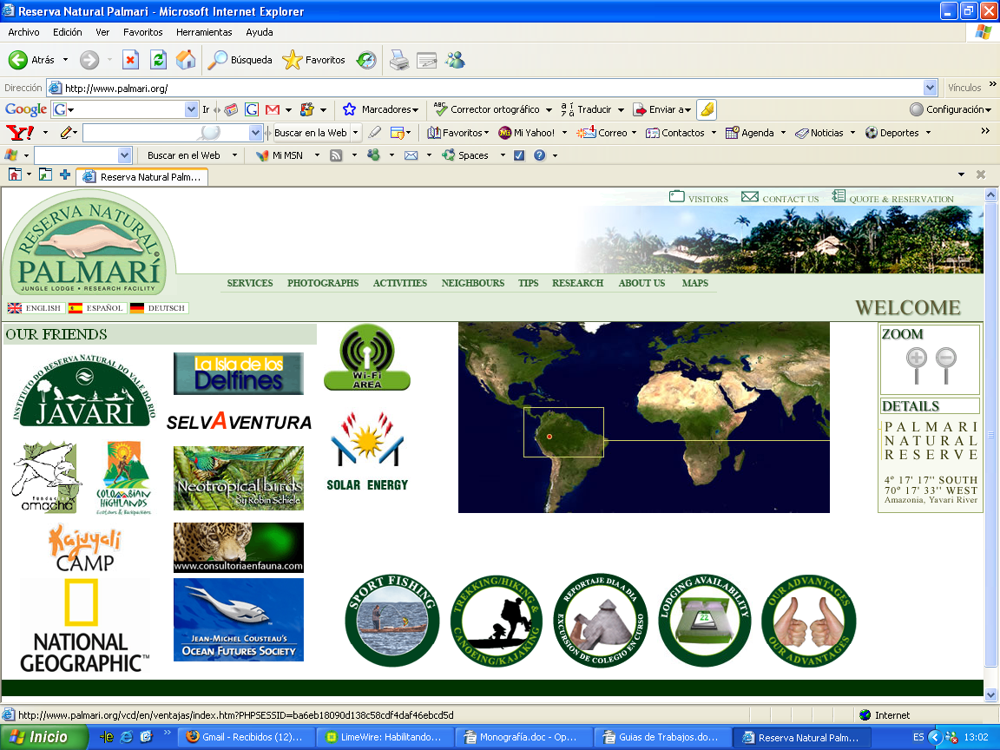 Reserva Natural Palmari - Microsoft Internet Explorer
Archivo Edición Ver Favoritos Herramientas Ayuda
Atrás Búsqueda Favoritos
Dirección http://www.palmari.org/ Vínculos »
Google G Ir Marcadores ABC Corrector ortográfico Traducir Enviar a Configuración
Y! Buscar en la Web Favoritos Mi Yahoo! Correo Contactos Agenda Noticias Deportes »
Buscar en el Web Mi MSN Spaces
Reserva Natural Palm...
VISITORS CONTACT US QUOTE & RESERVATION
RESERVA NATURAL
PALMARÍ
JUNGLE LODGE • RESEARCH FACILITY
SERVICES PHOTOGRAPHS ACTIVITIES NEIGHBOURS TIPS RESEARCH ABOUT US MAPS
ENGLISH ESPAÑOL DEUTSCH
WELCOME
OUR FRIENDS
INSTITUTO DO RESERVA NATURAL DO VALE DO RIO
JAVARI
La Isla de los
Delfines
SELVAVENTURA
fundación
omacha
COLOMBIAN
HIGHLANDS
Ecotours & Backpackers
Neotropical birds
By Robin Schiele
Kajuyali
CAMP
www.consultoriaenfauna.com
NATIONAL
GEOGRAPHIC™
JEAN-MICHEL COUSTEAU'S
OCEAN FUTURES SOCIETY
Wi-Fi
AREA
SOLAR ENERGY
ZOOM
DETAILS
PALMARI
NATURAL
RESERVE
4º 17' 17'' SOUTH
70º 17' 33'' WEST
Amazonia, Yavari River
SPORT FISHING
TREKKING/HIKING &
CANOEING/KAJAKING
REPORTAJE DIA A DIA
EXCURSION DE COLEGIO EN CURSO
LODGING AVAILABILITY
22
OUR ADVANTAGES
OUR ADVANTAGES
http://www.palmari.org/vcd/en/ventajas/index.htm?PHPSESSID=ba6eb18090d138c58cdf4daf46ebcd5d Internet
Inicio » Gmail - Recibidos (12)... LimeWire: Habilitando... Monografía.doc - Op... Guias de Trabajos.do... Reserva Natural Palm... ES 13:02